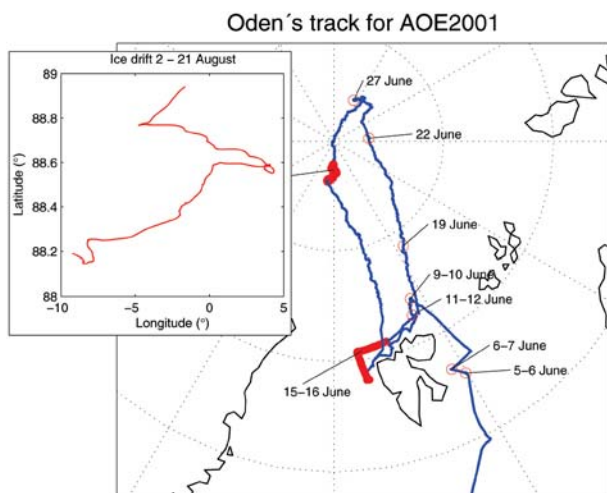 Oden´s track for AOE2001
Ice drift 2 – 21 August
89
88.8
88.6
88.4
88.2
88
Latitude (°)
−10
−5
0
5
Longitude (°)
27 June
22 June
19 June
9–10 June
11–12 June
6–7 June
5–6 June
15–16 June